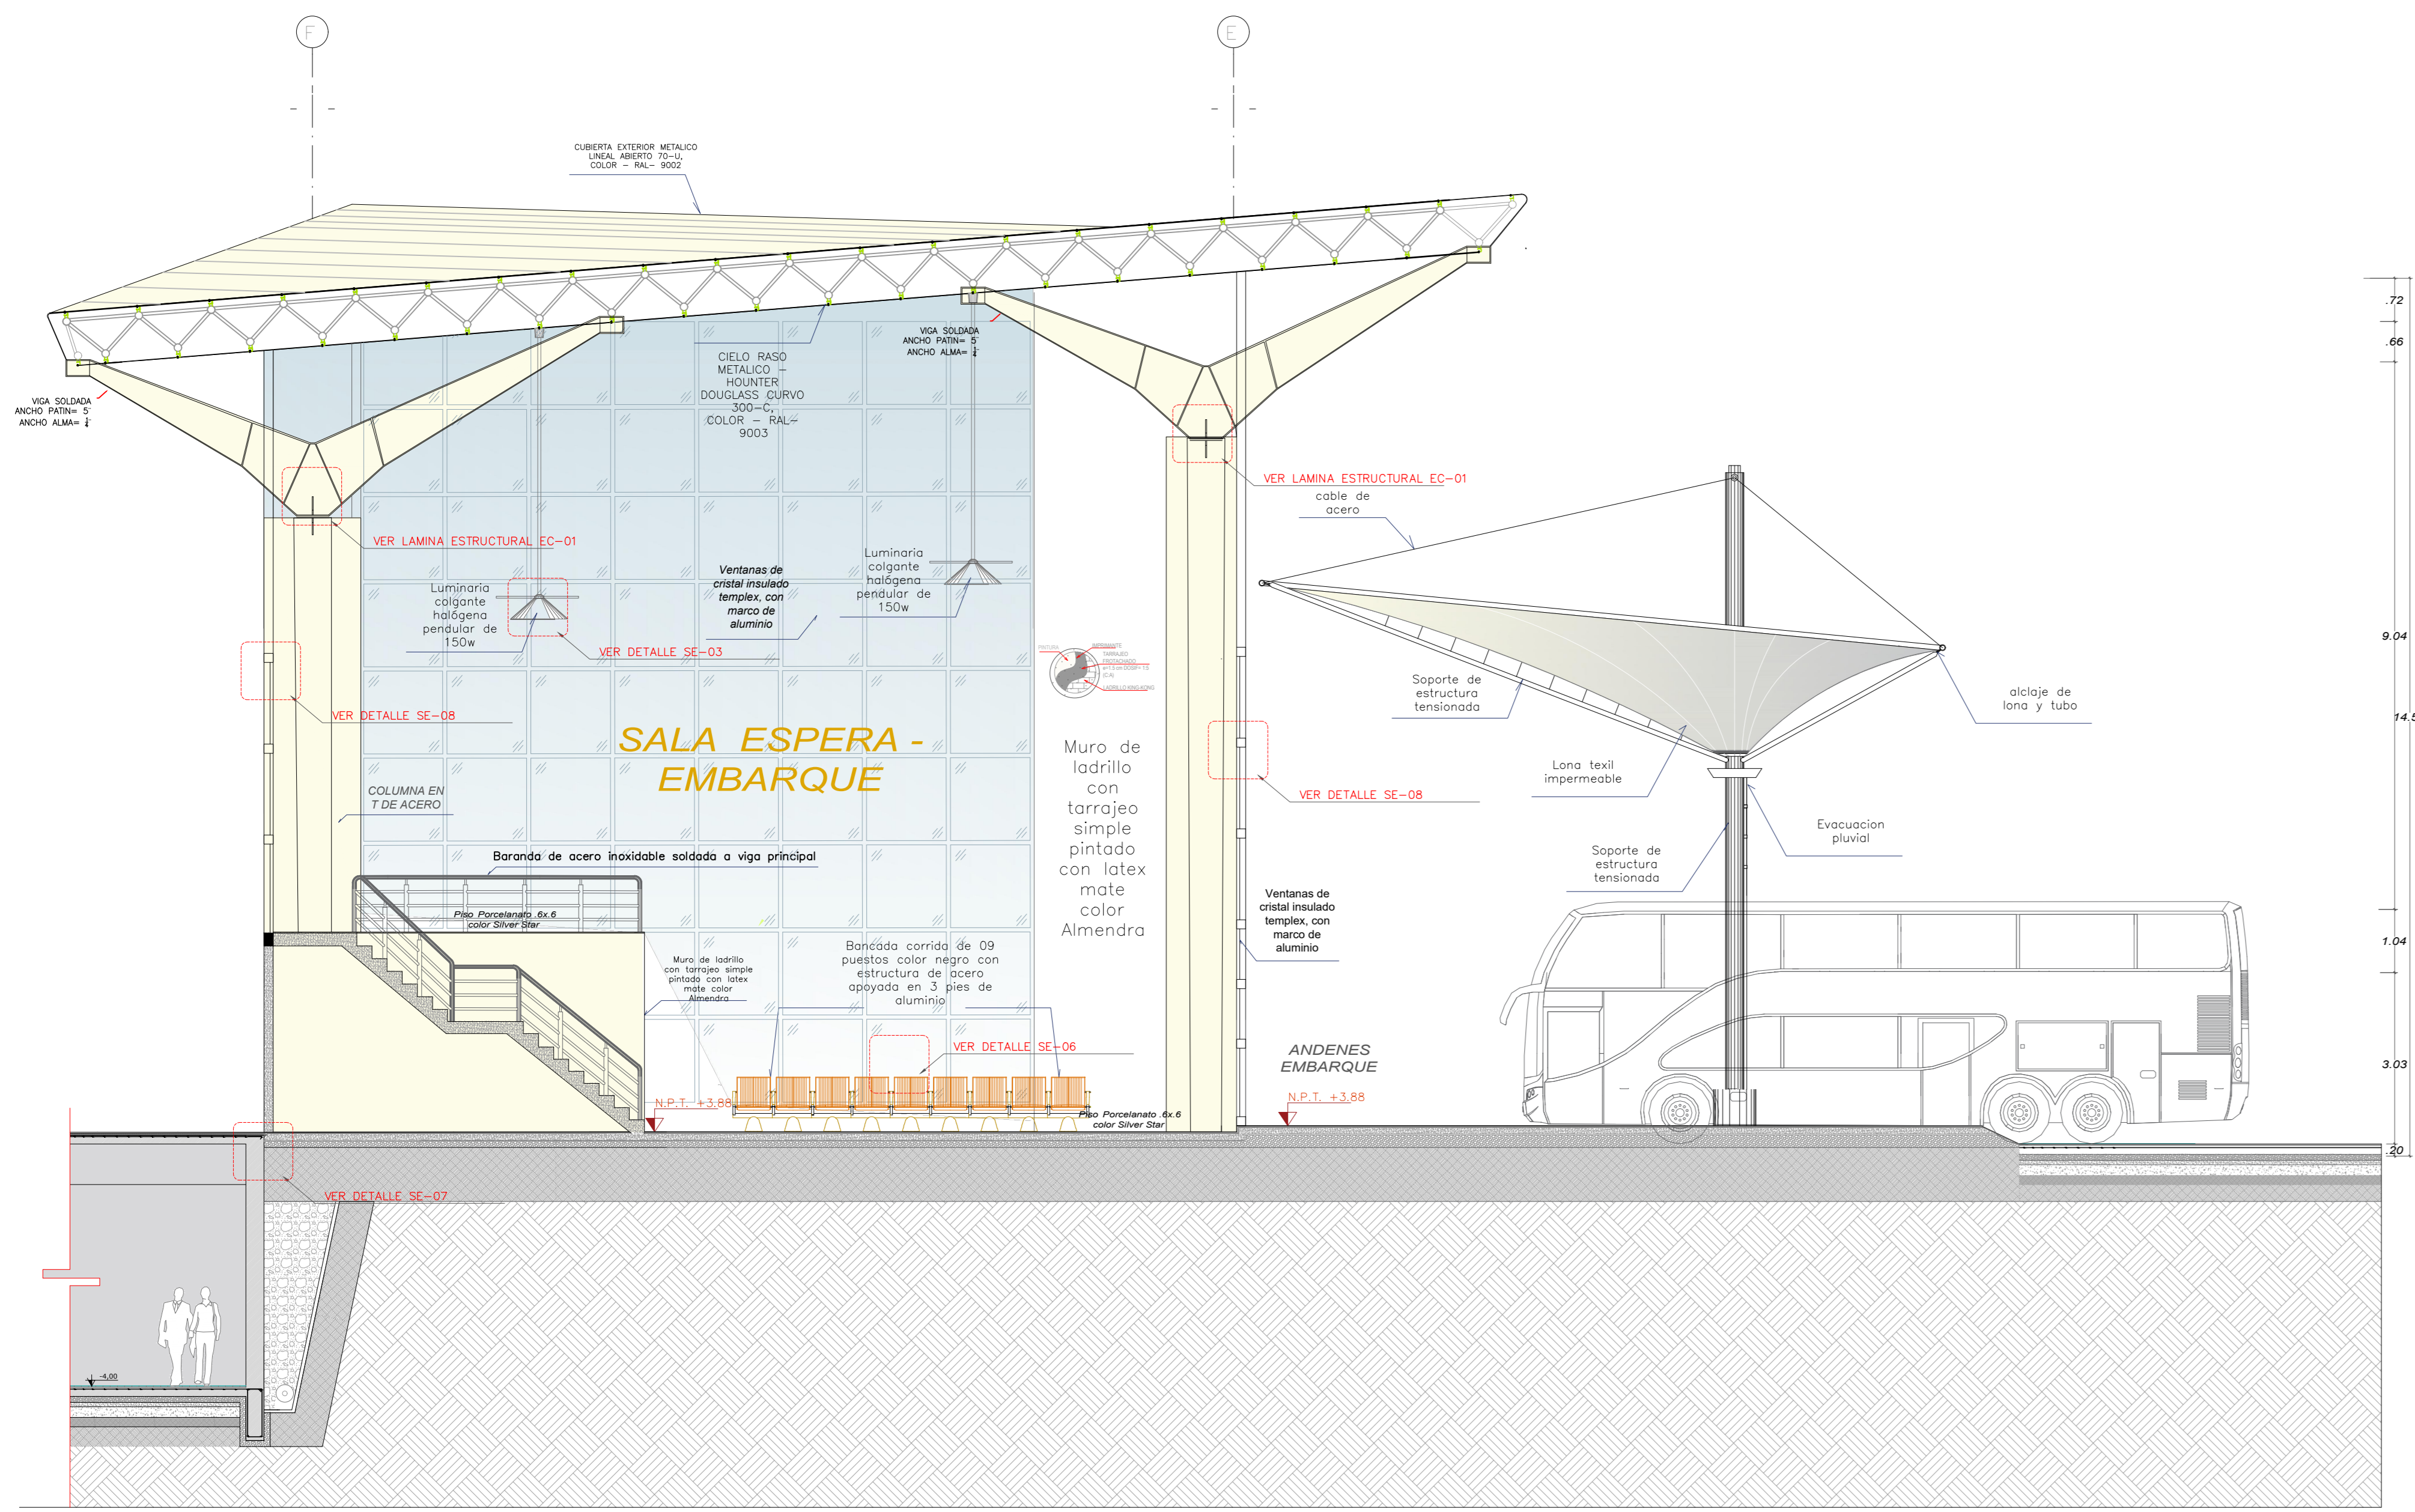 F
E
CUBIERTA EXTERIOR METALICO
LINEAL ABIERTO 70-U,
COLOR - RAL- 9002
.72
.66
9.04
14.5
1.04
3.03
.20
VIGA SOLDADA
ANCHO PATIN= 5"
VIGA SOLDADA
ANCHO PATIN= 5"
ANCHO ALMA=
ANCHO ALMA=
CIELO RASO
METALICO -
HOUNTER
DOUGLASS CURVO
300-C,
COLOR - RAL-
9003
VER LAMINA ESTRUCTURAL EC-01
VER LAMINA ESTRUCTURAL EC-01
cable de
acero
Luminaria
colgante
halógena
pendular de
150w
Ventanas de
cristal insulado
templex, con
marco de
aluminio
Luminaria
colgante
halógena
pendular de
150w
VER DETALLE SE-03
PINTURA
IMPRIMANTE
TARRAJEO
FROTACHADO
(C:A)
LADRILLO KING-KONG
VER DETALLE SE-08
SALA ESPERA -
EMBARQUE
Muro de
ladrillo
con
tarrajeo
simple
pintado
con latex
mate
color
Almendra
Soporte de
estructura
tensionada
alclaje de
lona y tubo
Lona texil
impermeable
VER DETALLE SE-08
COLUMNA EN
T DE ACERO
Evacuacion
pluvial
Soporte de
estructura
tensionada
Baranda de acero inoxidable soldada a viga principal
Piso Porcelanato .6x.6
color Silver Star
Ventanas de
cristal insulado
templex, con
marco de
aluminio
Muro de ladrillo
con tarrajeo simple
pintado con latex
mate color
Almendra
Bancada corrida de 09
puestos color negro con
estructura de acero
apoyada en 3 pies de
aluminio
VER DETALLE SE-06
ANDENES
EMBARQUE
N.P.T. +3.88
N.P.T. +3.88
Piso Porcelanato .6x.6
color Silver Star
VER DETALLE SE-07
-4,00